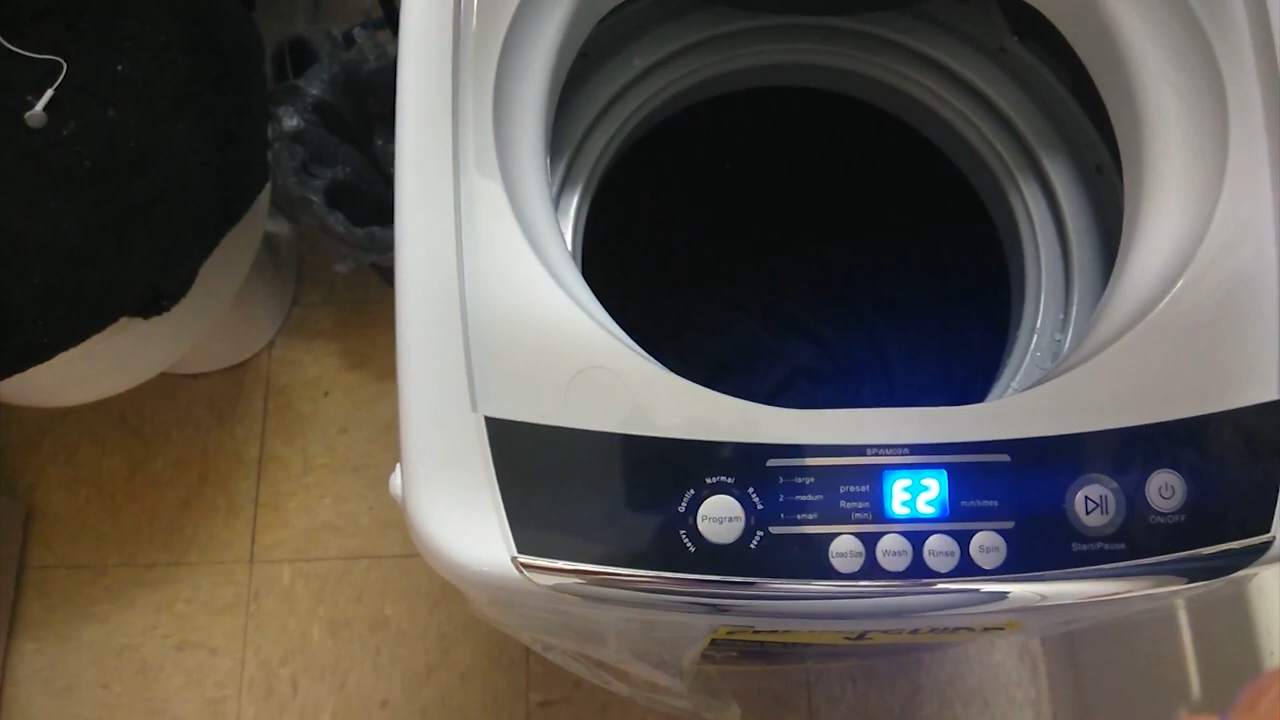 BPWM09W
Normal
Gentle
Rapid
Heavy
Soak
Program
3----large
2----medium
1----small
preset
Remain
(min)
E2
min/times
Load Size
Wash
Rinse
Spin
Start/Pause
ON/OFF